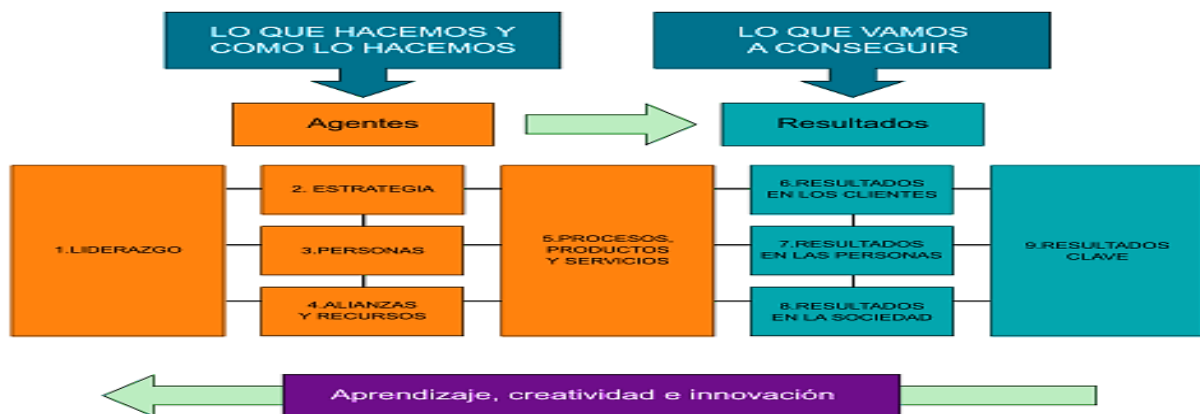 LO QUE HACEMOS Y
COMO LO HACEMOS
LO QUE VAMOS
A CONSEGUIR
Agentes
Resultados
1.LIDERAZGO
2. ESTRATEGIA
3.PERSONAS
4.ALIANZAS
Y RECURSOS
5.PROCESOS,
PRODUCTOS
Y SERVICIOS
6.RESULTADOS
EN LOS CLIENTES
7.RESULTADOS
EN LAS PERSONAS
8.RESULTADOS
EN LA SOCIEDAD
9.RESULTADOS
CLAVE
Aprendizaje, creatividad e innovación